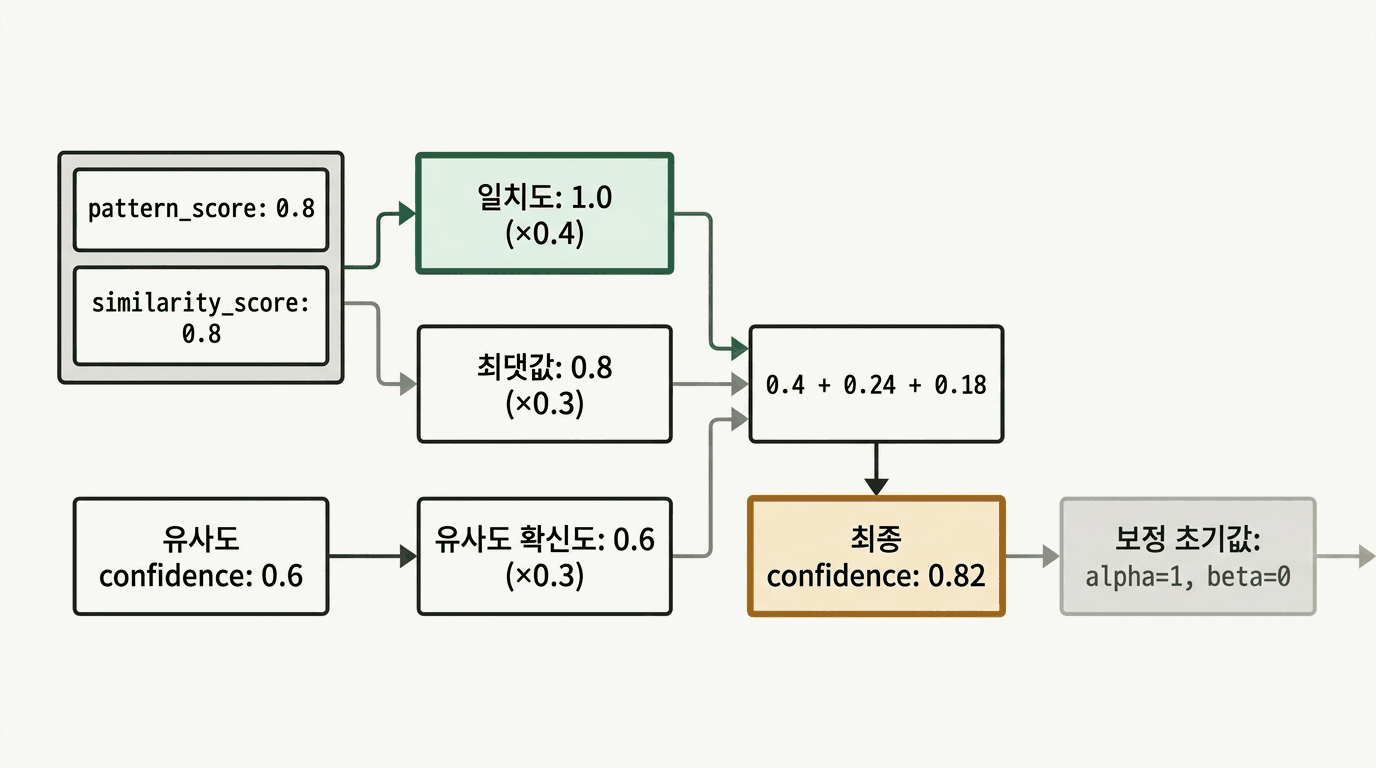 pattern_score: 0.8
similarity_score:
0.8
일치도: 1.0
(×0.4)
최댓값: 0.8
(×0.3)
유사도
confidence: 0.6
유사도 확신도: 0.6
(×0.3)
0.4 + 0.24 + 0.18
최종
confidence: 0.82
보정 초기값:
alpha=1, beta=0